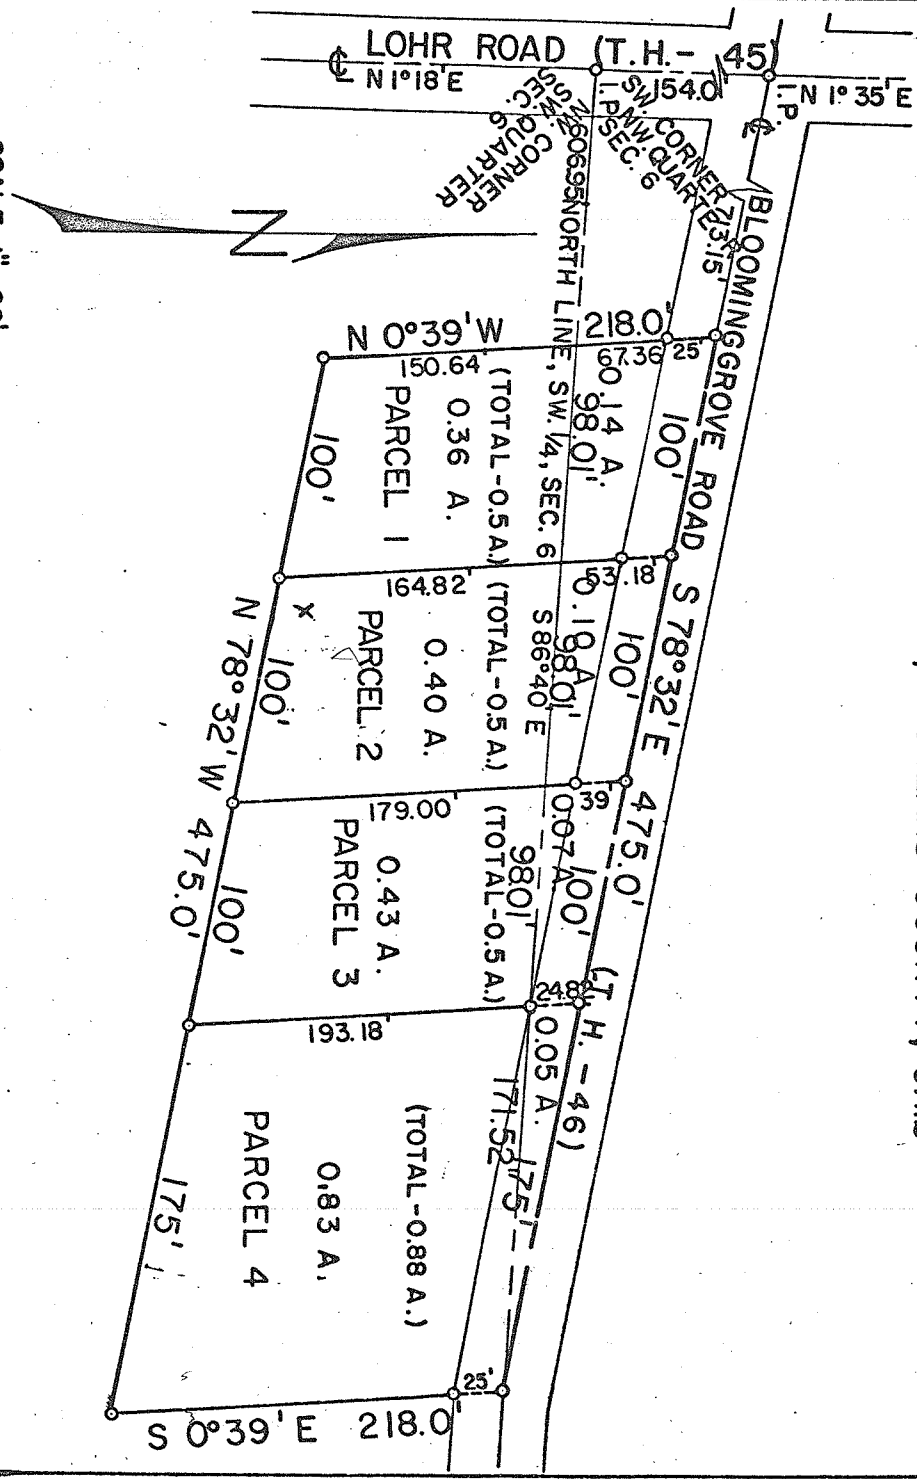 LOHR ROAD (T.H.-45)
℄
N 1°18' E
154.0'
N 1° 35' E
I.P.
I.P.
℄
SW. CORNER
NW QUARTER
SEC. 6
N.W. CORNER
S.W. QUARTER
SEC. 6
606.95'
713.15'
NORTH LINE, SW. 1/4, SEC. 6
S 86°40' E
BLOOMINGGROVE ROAD S 78°32' E 475.0'
(T.H. - 46)
N
N 0°39' W 218.0'
150.64'
67.36
25'
100'
0.14 A.
98.01'
(TOTAL-0.5 A.)
0.36 A.
PARCEL 1
100'
164.82'
53.18'
100'
0.10 A.
98.01'
(TOTAL-0.5 A.)
0.40 A.
PARCEL 2
X
100'
N 78°32' W 475.0'
179.00'
39'
100'
0.07 A.
98.01'
(TOTAL-0.5 A.)
0.43 A.
PARCEL 3
100'
193.18'
24.82'
0.05 A.
175'
171.52'
(TOTAL-0.88 A.)
0.83 A.
PARCEL 4
175'
25'
S 0°39' E 218.0'